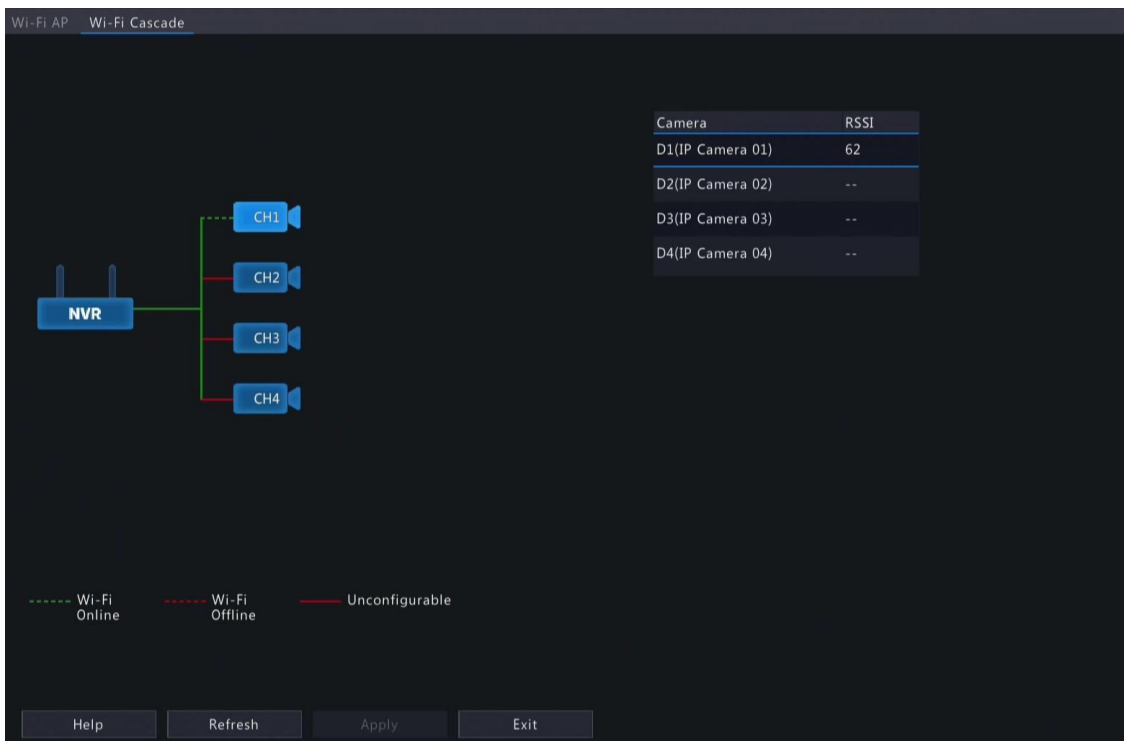 Wi-Fi AP Wi-Fi Cascade
Camera RSSI
D1(IP Camera 01) 62
D2(IP Camera 02) --
D3(IP Camera 03) --
D4(IP Camera 04) --
CH1
CH2
NVR
CH3
CH4
Wi-Fi Online
Wi-Fi Offline
Unconfigurable
Help Refresh Apply Exit